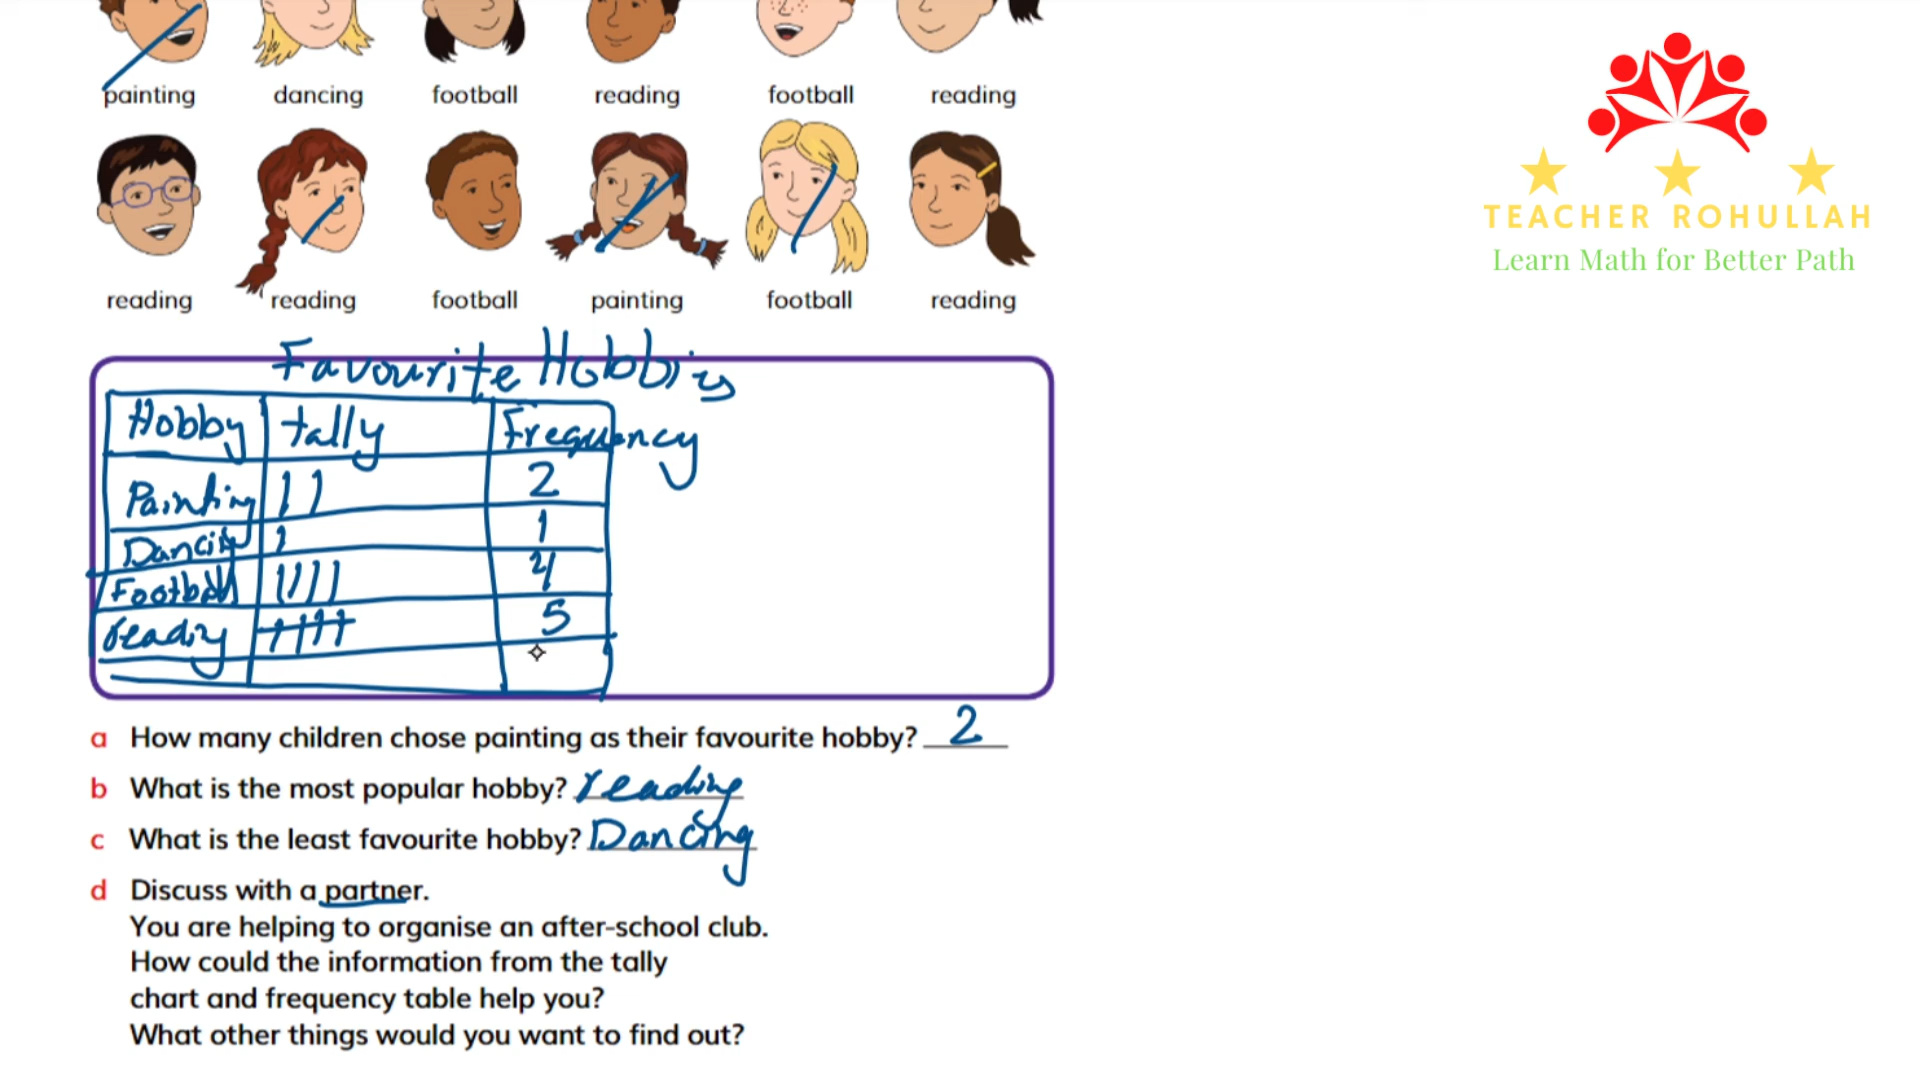 painting dancing football reading football reading
reading reading football painting football reading
TEACHER ROHULLAH
Learn Math for Better Path
Favourite Hobbies
Hobby tally Frequency
Painting 2
Dancing 1
Football 4
reading 5
a How many children chose painting as their favourite hobby? 2
b What is the most popular hobby? reading
c What is the least favourite hobby? Dancing
d Discuss with a partner.
You are helping to organise an after-school club.
How could the information from the tally
chart and frequency table help you?
What other things would you want to find out?